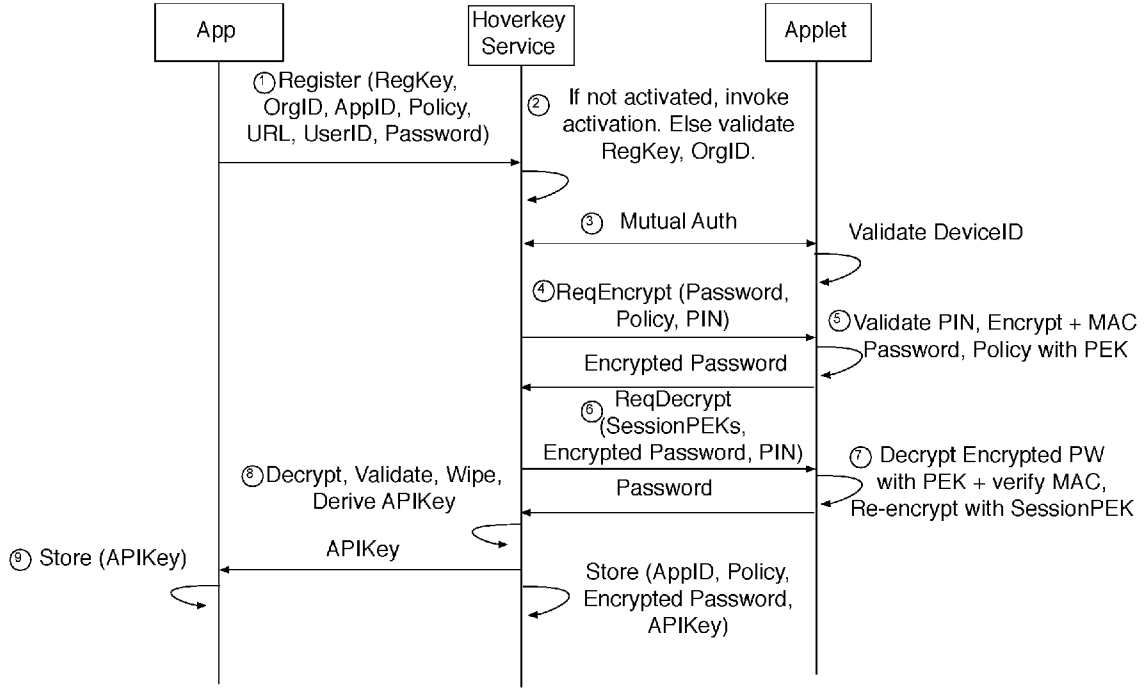 App
Hoverkey
Service
Applet
1 Register (RegKey,
OrgID, AppID, Policy,
URL, UserID, Password)
2 If not activated, invoke
activation. Else validate
RegKey, OrgID.
3 Mutual Auth
Validate DeviceID
4 ReqEncrypt (Password,
Policy, PIN)
5 Validate PIN, Encrypt + MAC
Password, Policy with PEK
Encrypted Password
6 ReqDecrypt
(SessionPEKs,
Encrypted Password, PIN)
7 Decrypt Encrypted PW
with PEK + verify MAC,
Re-encrypt with SessionPEK
Password
8 Decrypt, Validate, Wipe,
Derive APIKey
APIKey
9 Store (APIKey)
Store (AppID, Policy,
Encrypted Password,
APIKey)